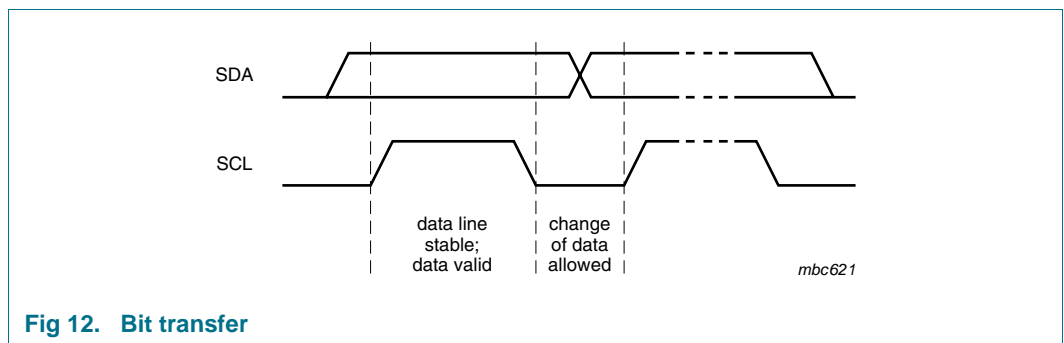 SDA
SCL
data line
stable;
data valid
change
of data
allowed
mbc621
Fig 12. Bit transfer